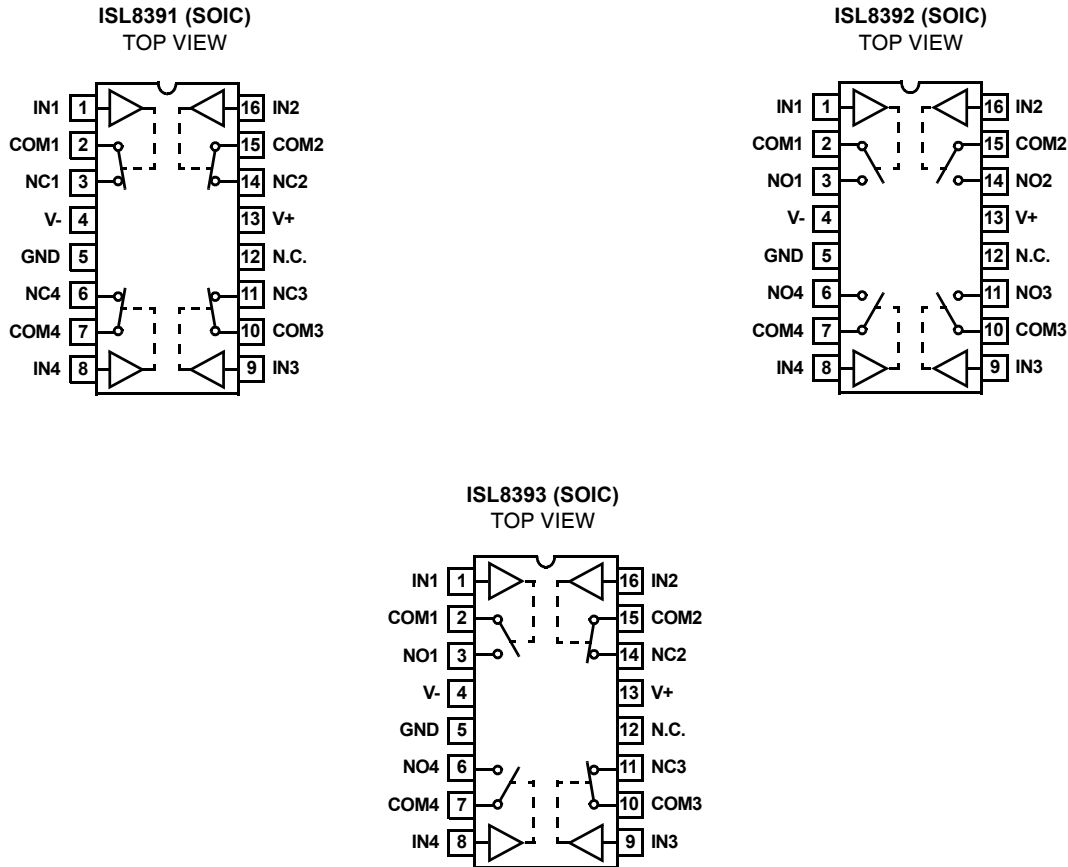 ISL8391 (SOIC)
TOP VIEW
IN1 1 16 IN2
COM1 2 15 COM2
NC1 3 14 NC2
V- 4 13 V+
GND 5 12 N.C.
NC4 6 11 NC3
COM4 7 10 COM3
IN4 8 9 IN3
ISL8392 (SOIC)
TOP VIEW
IN1 1 16 IN2
COM1 2 15 COM2
NO1 3 14 NO2
V- 4 13 V+
GND 5 12 N.C.
NO4 6 11 NO3
COM4 7 10 COM3
IN4 8 9 IN3
ISL8393 (SOIC)
TOP VIEW
IN1 1 16 IN2
COM1 2 15 COM2
NO1 3 14 NC2
V- 4 13 V+
GND 5 12 N.C.
NO4 6 11 NC3
COM4 7 10 COM3
IN4 8 9 IN3